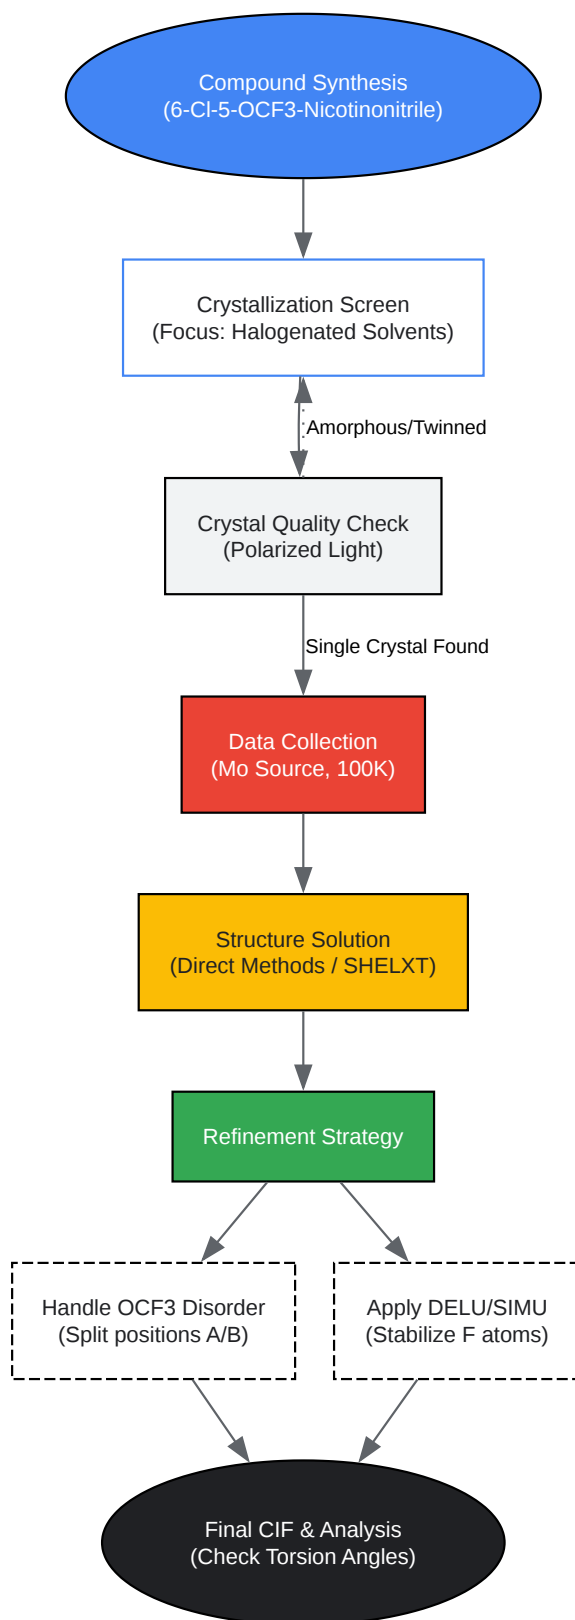 Compound Synthesis
(6-Cl-5-OCF3-Nicotinonitrile)
Crystallization Screen
(Focus: Halogenated Solvents)
Amorphous/Twinned
Crystal Quality Check
(Polarized Light)
Single Crystal Found
Data Collection
(Mo Source, 100K)
Structure Solution
(Direct Methods / SHELXT)
Refinement Strategy
Handle OCF3 Disorder
(Split positions A/B)
Apply DELU/SIMU
(Stabilize F atoms)
Final CIF & Analysis
(Check Torsion Angles)